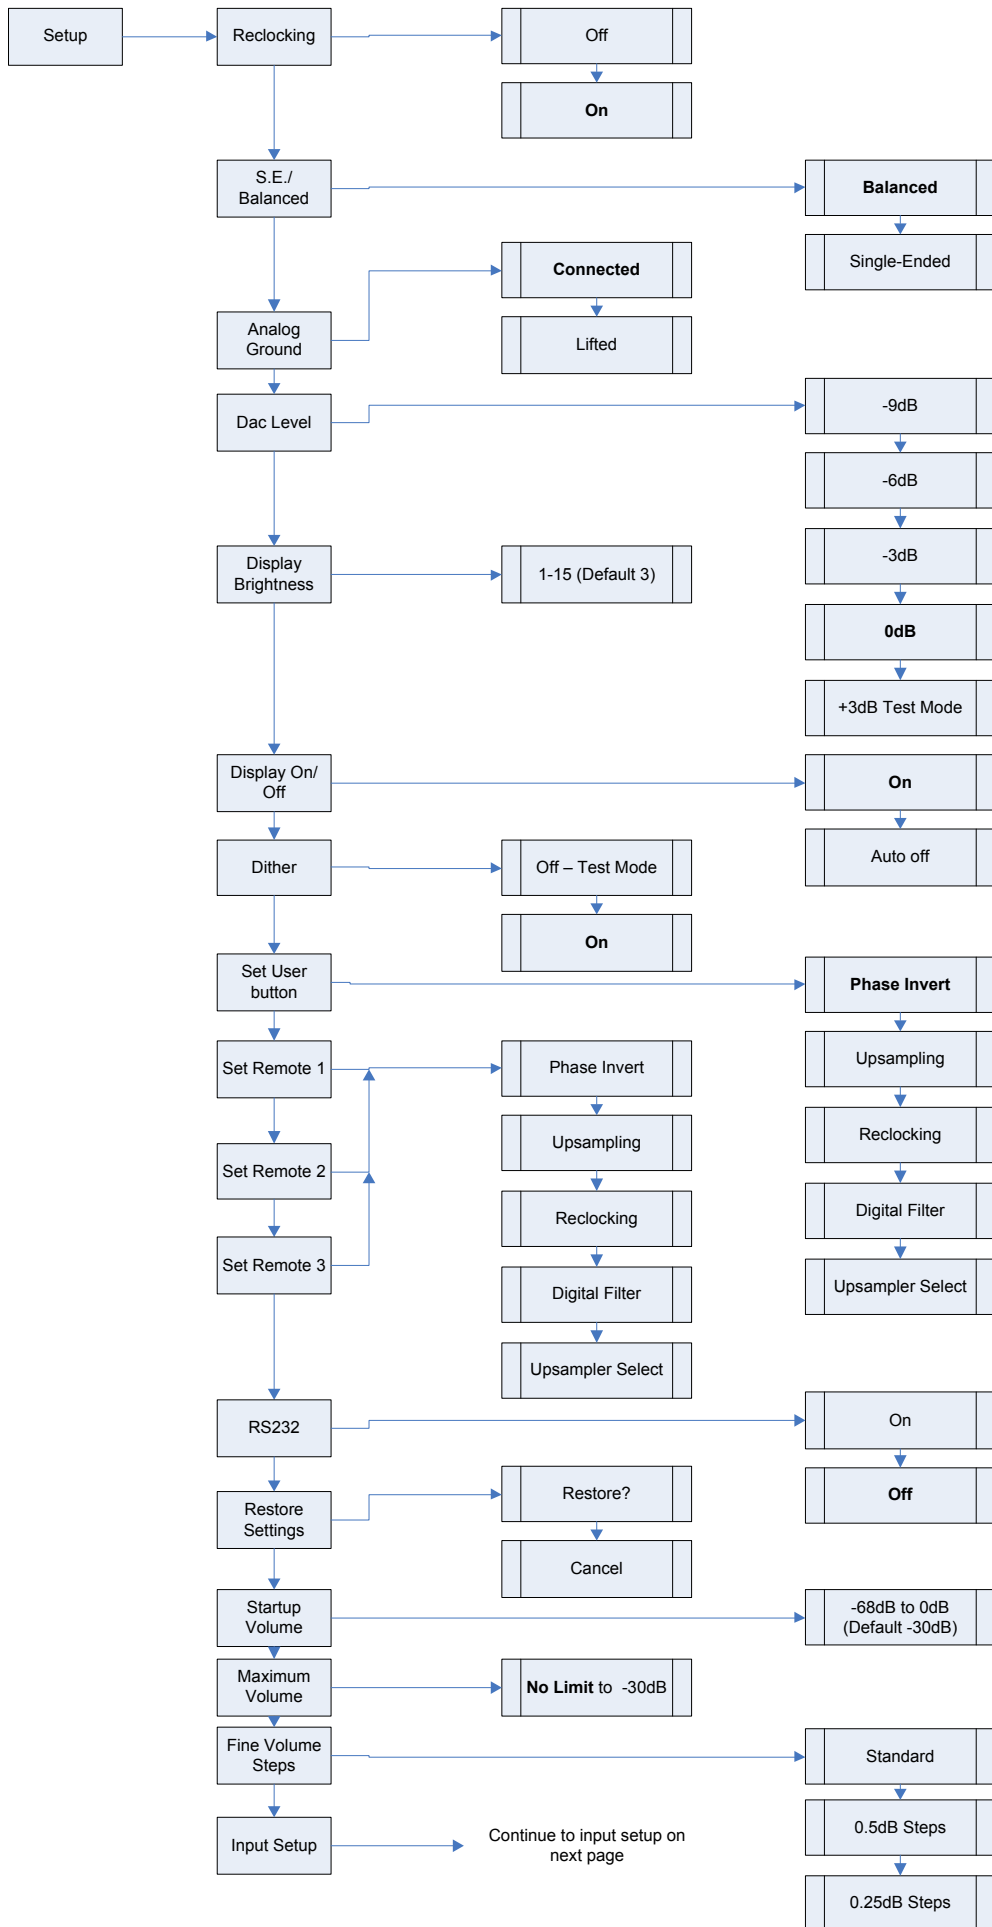 Setup
Reclocking
Off
On
S.E./
Balanced
Balanced
Single-Ended
Analog
Ground
Connected
Lifted
Dac Level
-9dB
-6dB
-3dB
0dB
+3dB Test Mode
Display
Brightness
1-15 (Default 3)
Display On/
Off
On
Auto off
Dither
Off – Test Mode
On
Set User
button
Phase Invert
Upsampling
Reclocking
Digital Filter
Upsampler Select
Set Remote 1
Set Remote 2
Set Remote 3
Phase Invert
Upsampling
Reclocking
Digital Filter
Upsampler Select
RS232
On
Off
Restore
Settings
Restore?
Cancel
Startup
Volume
-68dB to 0dB
(Default -30dB)
Maximum
Volume
No Limit to -30dB
Fine Volume
Steps
Standard
0.5dB Steps
0.25dB Steps
Input Setup
Continue to input setup on
next page